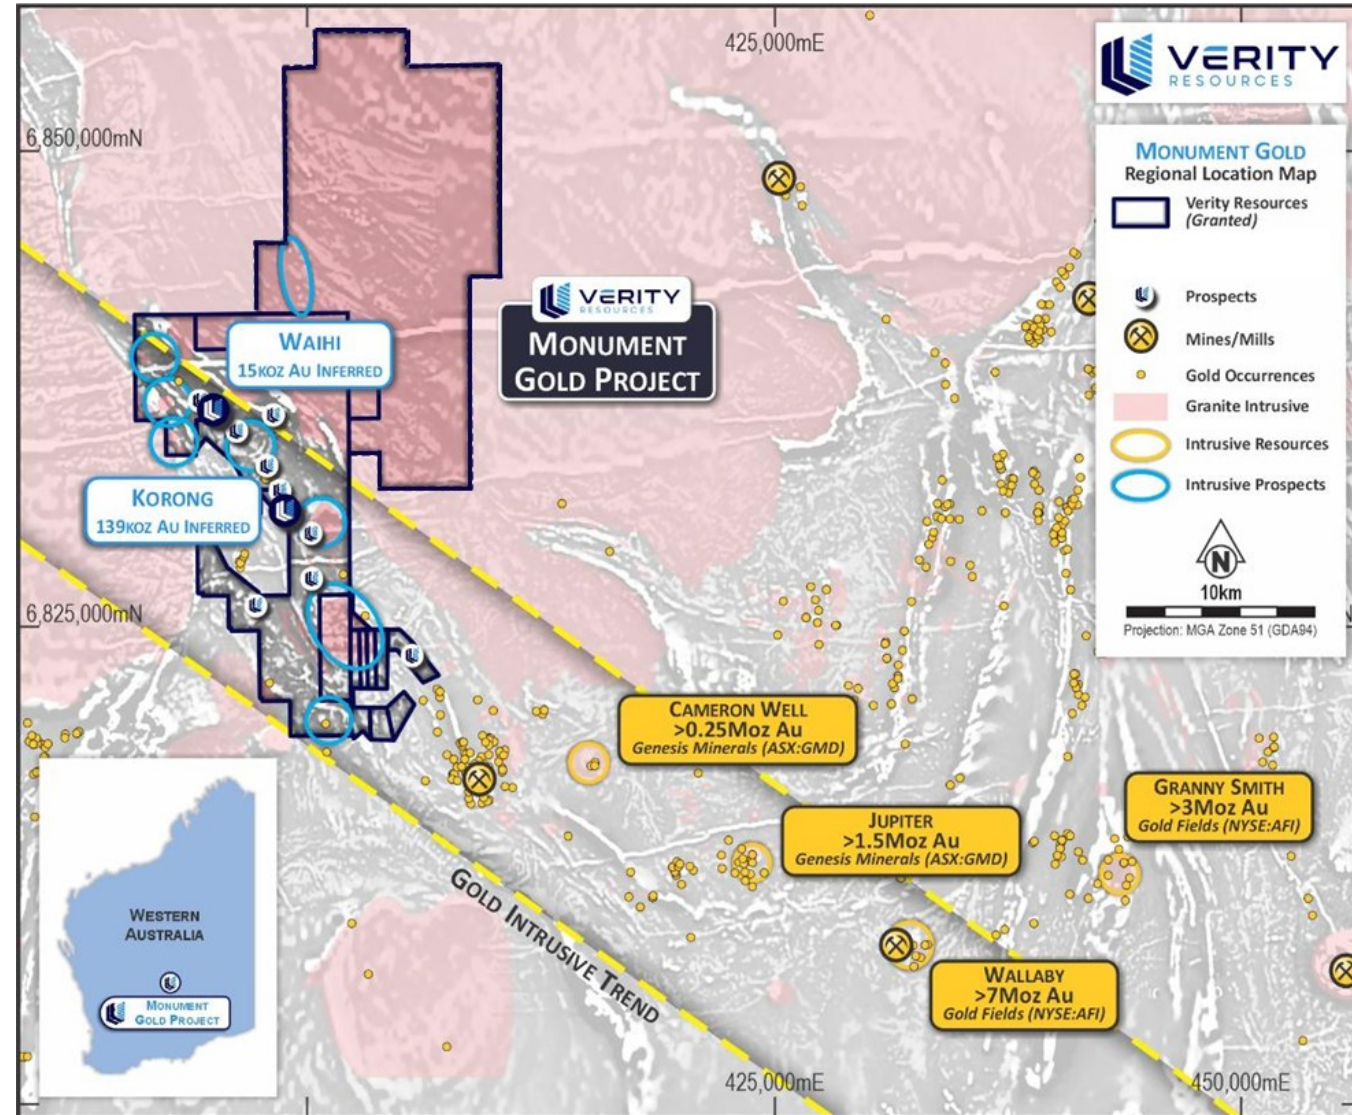 425,000mE
6,850,000mN
VERITY
RESOURCES
MONUMENT GOLD
Regional Location Map
Verity Resources
(Granted)
Prospects
Mines/Mills
Gold Occurrences
Granite Intrusive
Intrusive Resources
Intrusive Prospects
N
10km
Projection: MGA Zone 51 (GDA94)
VERITY
RESOURCES
MONUMENT
GOLD PROJECT
WAIHI
15KOZ AU INFERRED
KORONG
139KOZ AU INFERRED
6,825,000mN
N
CAMERON WELL
>0.25Moz Au
Genesis Minerals (ASX:GMD)
JUPITER
>1.5Moz Au
Genesis Minerals (ASX:GMD)
GRANNY SMITH
>3Moz Au
Gold Fields (NYSE:AFI)
WALLABY
>7Moz Au
Gold Fields (NYSE:AFI)
GOLD INTRUSIVE TREND
WESTERN
AUSTRALIA
MONUMENT
GOLD PROJECT
425,000mE
450,000mE